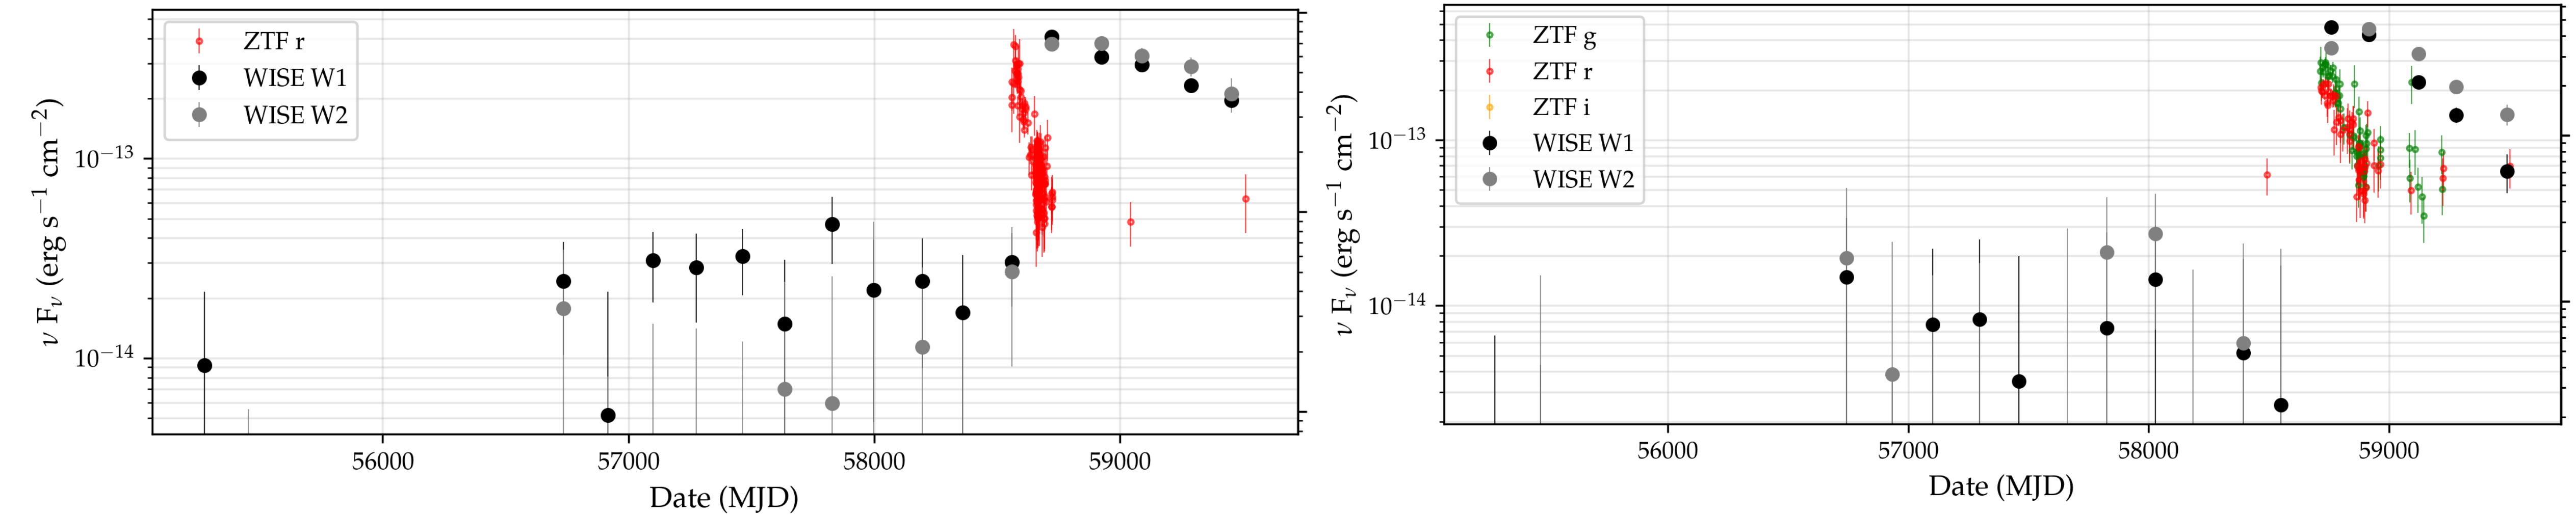 ZTF r
WISE W1
WISE W2
ν Fν (erg s⁻¹ cm⁻²)
10⁻¹³
10⁻¹⁴
56000 57000 58000 59000
Date (MJD)
ZTF g
ZTF r
ZTF i
WISE W1
WISE W2
ν Fν (erg s⁻¹ cm⁻²)
10⁻¹³
10⁻¹⁴
56000 57000 58000 59000
Date (MJD)